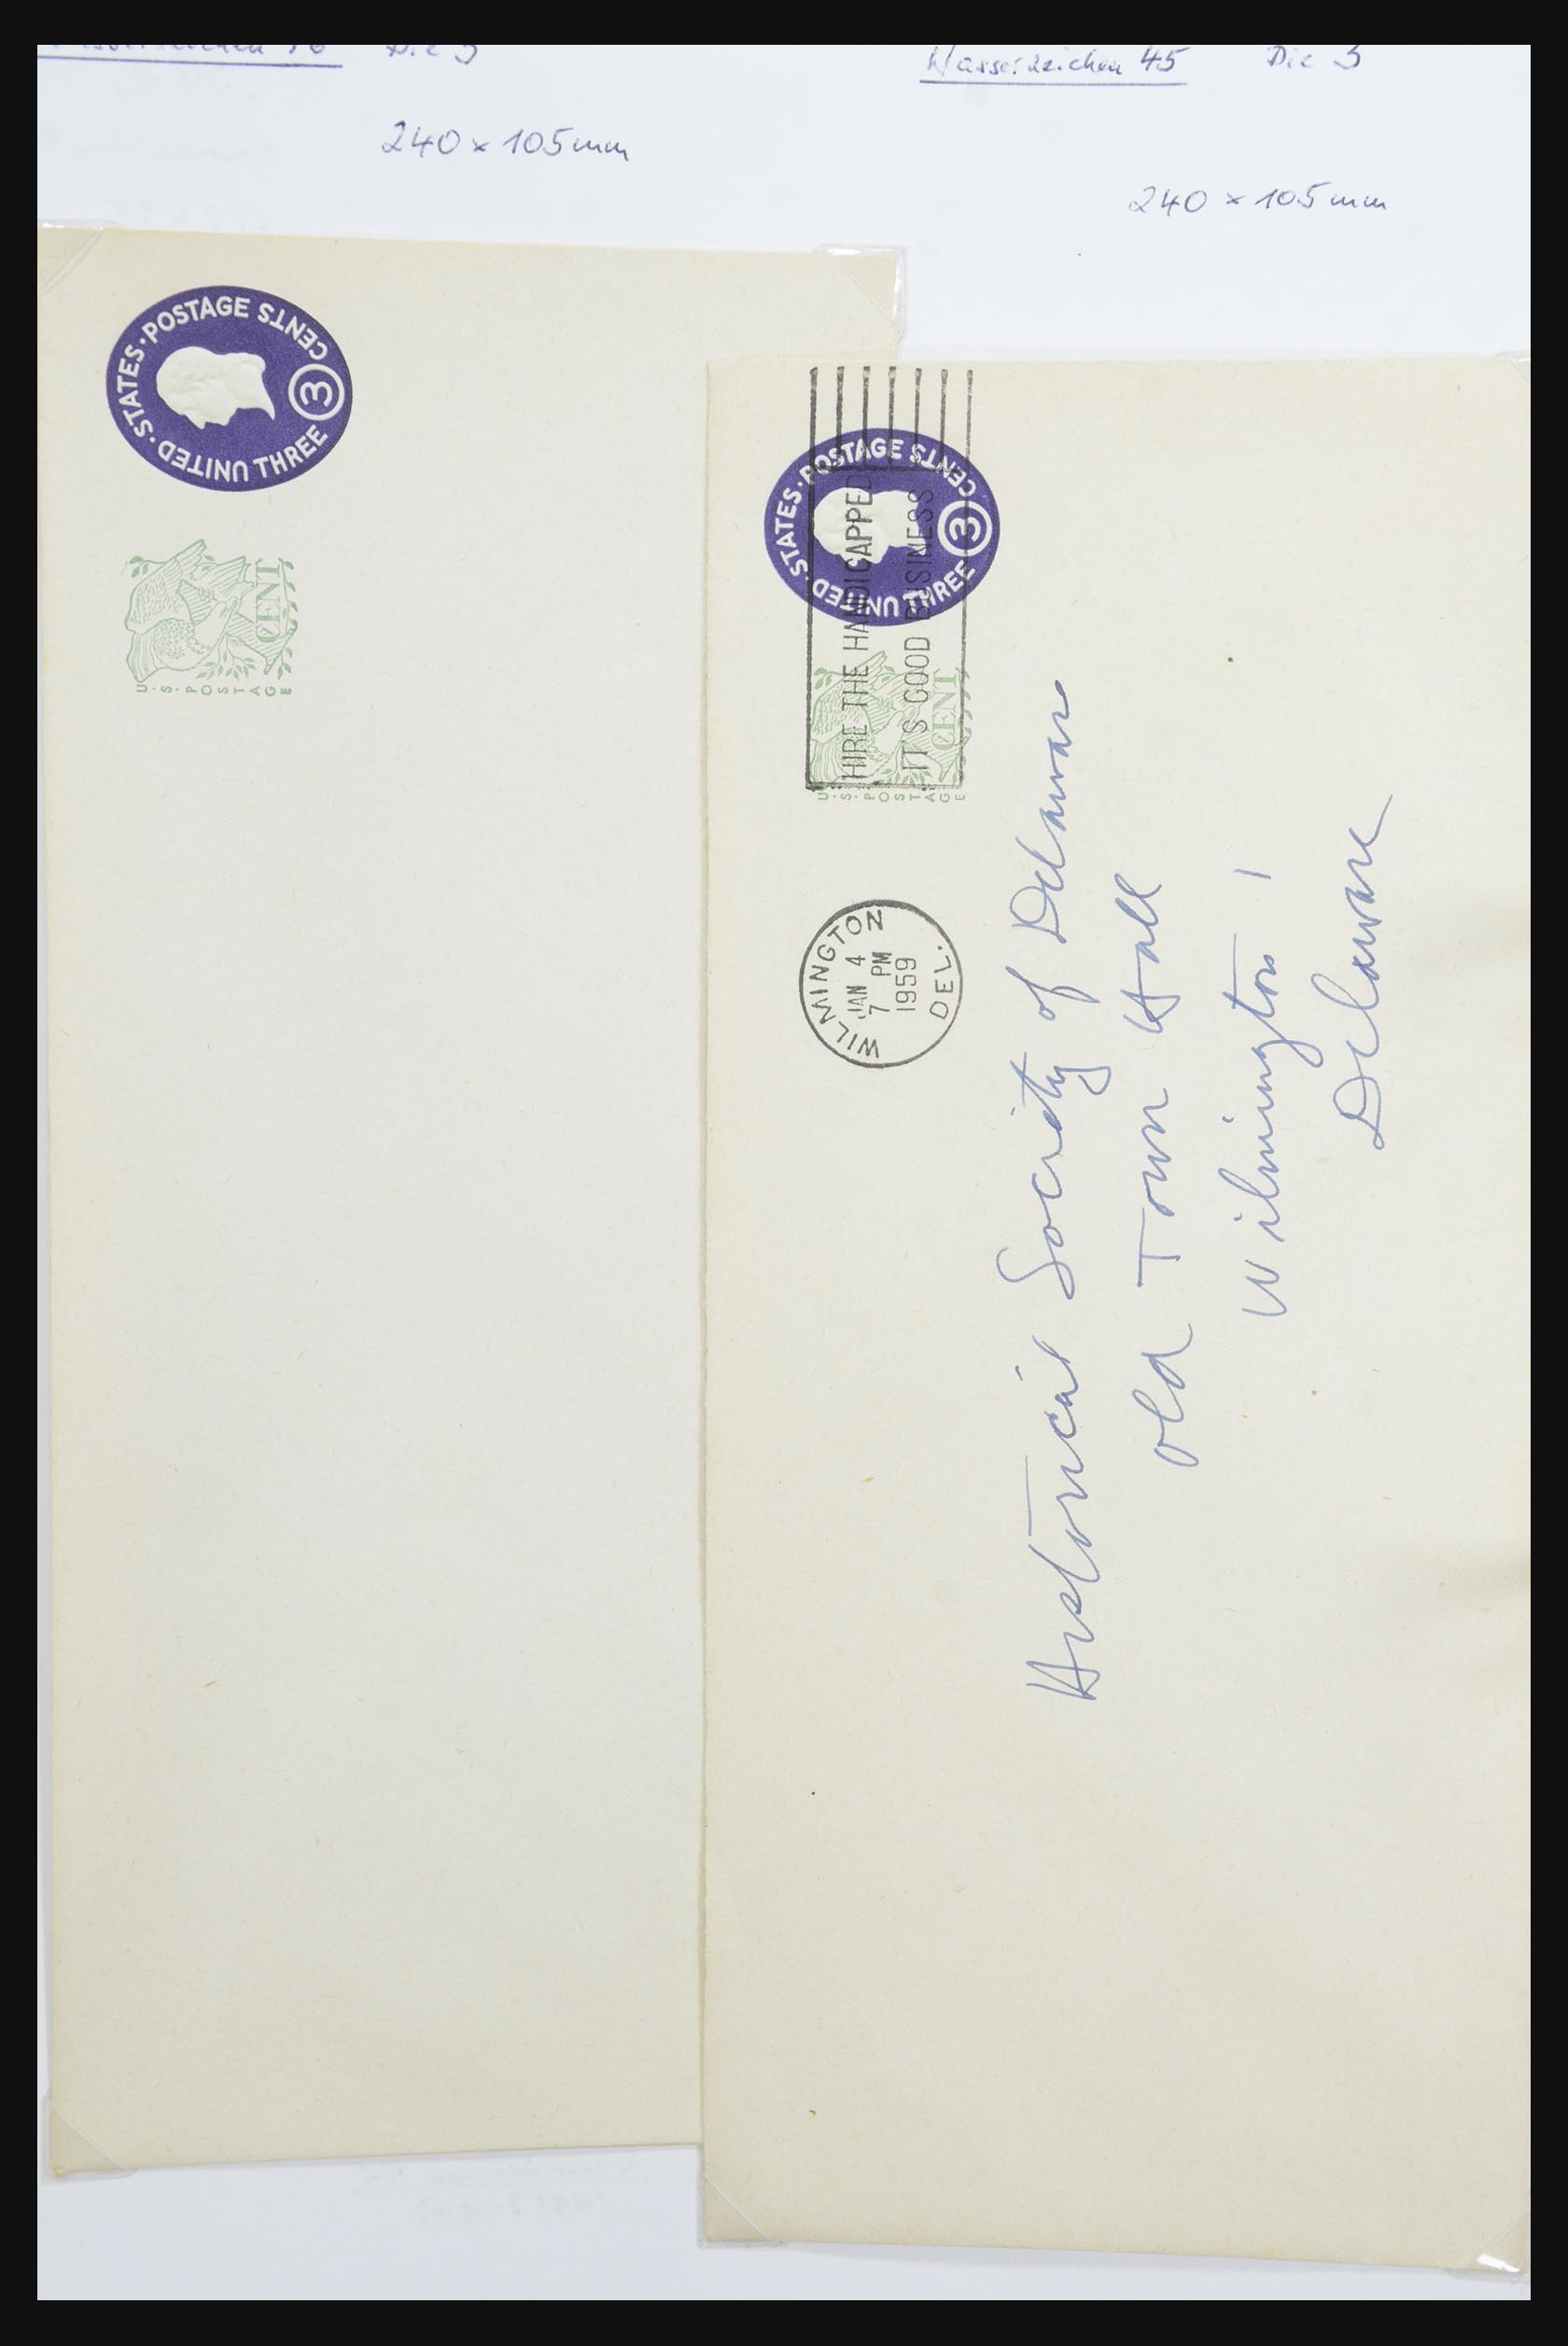 Die 3
240 x 105 mm
Wasserzeichen 45 Die 3
240 x 105 mm
UNITED · STATES · POSTAGE
THREE 3 CENTS
CENT
U·S·POSTAGE
UNITED · STATES · POSTAGE
THREE 3 CENTS
CENT
U·S·POSTAGE
HIRE THE HANDICAPPED
IT'S GOOD BUSINESS
WILMINGTON
JAN 4
7 PM
1959
DEL.
Historical Society of Delaware
Old Town Hall
Wilmington 1
Delaware